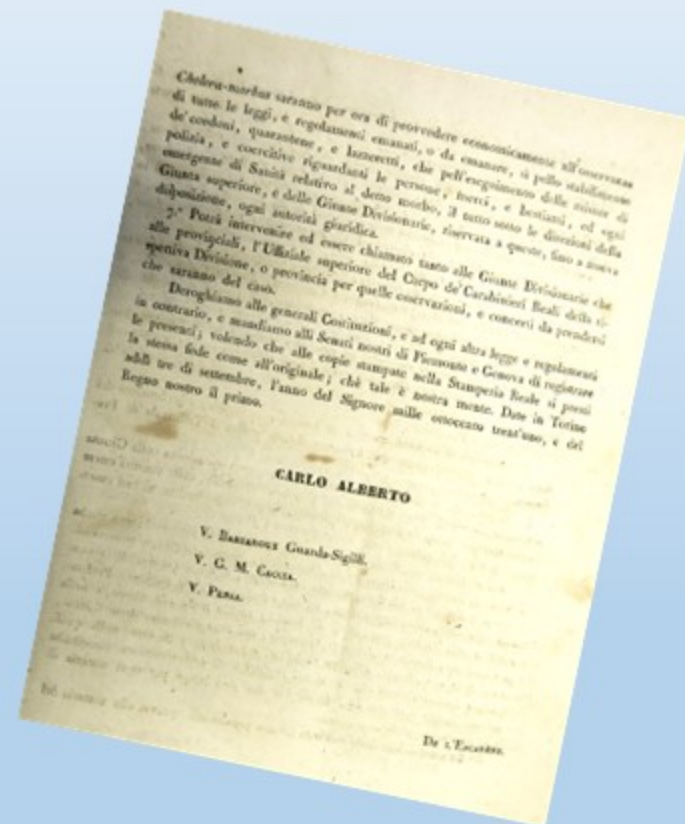 Cholera-morbus saranno per ora di provvedere economicamente all'osservanza
di tutte le leggi, e regolamenti emanati, o da emanare, sì pello stabilimento
de' cordoni, quarantene, e lazzeretti, che pell'eseguimento delle misure di
polizia, e coercitive riguardanti le persone, merci, e bestiami, ed ogni
emergente di Sanità relativo al detto morbo, il tutto sotto le direzioni della
Giunta superiore, e delle Giunte Divisionarie, riservata a queste, fino a nuova
disposizione, ogni autorità giuridica.
7.° Potrà intervenire ed essere chiamato tanto alle Giunte Divisionarie che
alle provinciali, l'Uffiziale superiore del Corpo de' Carabinieri Reali della ri-
spettiva Divisione, o provincia per quelle osservazioni, e concerti da prendersi
che saranno del caso.
Deroghiamo alle generali Costituzioni, e ad ogni altra legge e regolamenti
in contrario, e mandiamo alli Senati nostri di Piemonte e Genova di registrare
le presenti; volendo che alle copie stampate nella Stamperia Reale si presti
la stessa fede come all'originale; chè tale è nostra mente. Date in Torino
addì tre di settembre, l'anno del Signore mille ottocento trent'uno, e del
Regno nostro il primo.
CARLO ALBERTO
V. Barbaroux Guarda-Sigilli.
V. G. M. Caccia.
V. Pensa.
De l'Escarène.